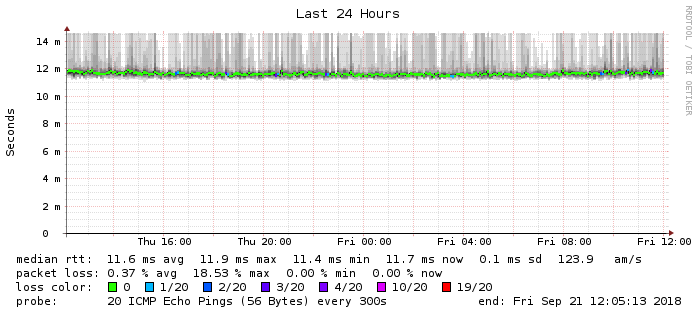 Last 24 Hours
RRDTOOL / TOBI OETIKER
Seconds
14 m
12 m
10 m
8 m
6 m
4 m
2 m
0
Thu 16:00 Thu 20:00 Fri 00:00 Fri 04:00 Fri 08:00 Fri 12:00
median rtt: 11.6 ms avg 11.9 ms max 11.4 ms min 11.7 ms now 0.1 ms sd 123.9 am/s
packet loss: 0.37 % avg 18.53 % max 0.00 % min 0.00 % now
loss color: 0 1/20 2/20 3/20 4/20 10/20 19/20
probe: 20 ICMP Echo Pings (56 Bytes) every 300s end: Fri Sep 21 12:05:13 2018